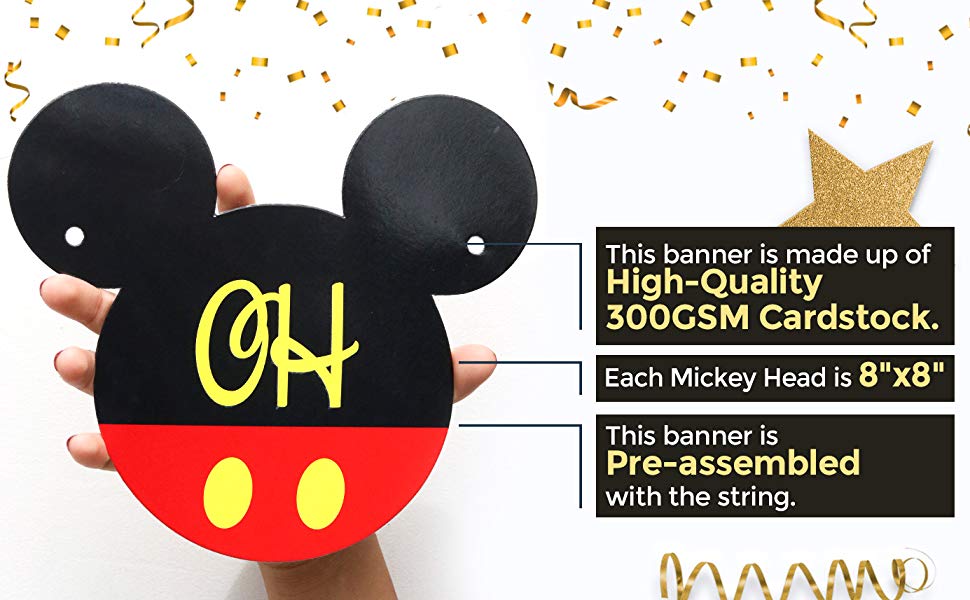 OH
This banner is made up of
High-Quality
300GSM Cardstock.
Each Mickey Head is 8"x8"
This banner is
Pre-assembled
with the string.